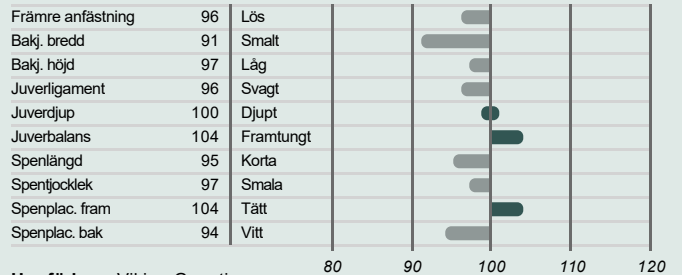 Främre anfästning 96 Lös
Bakj. bredd 91 Smalt
Bakj. höjd 97 Låg
Juverligament 96 Svagt
Juverdjup 100 Djupt
Juverbalans 104 Framtungt
Spenlängd 95 Korta
Spentjocklek 97 Smala
Spenplac. fram 104 Tätt
Spenplac. bak 94 Vitt
80 90 100 110 120